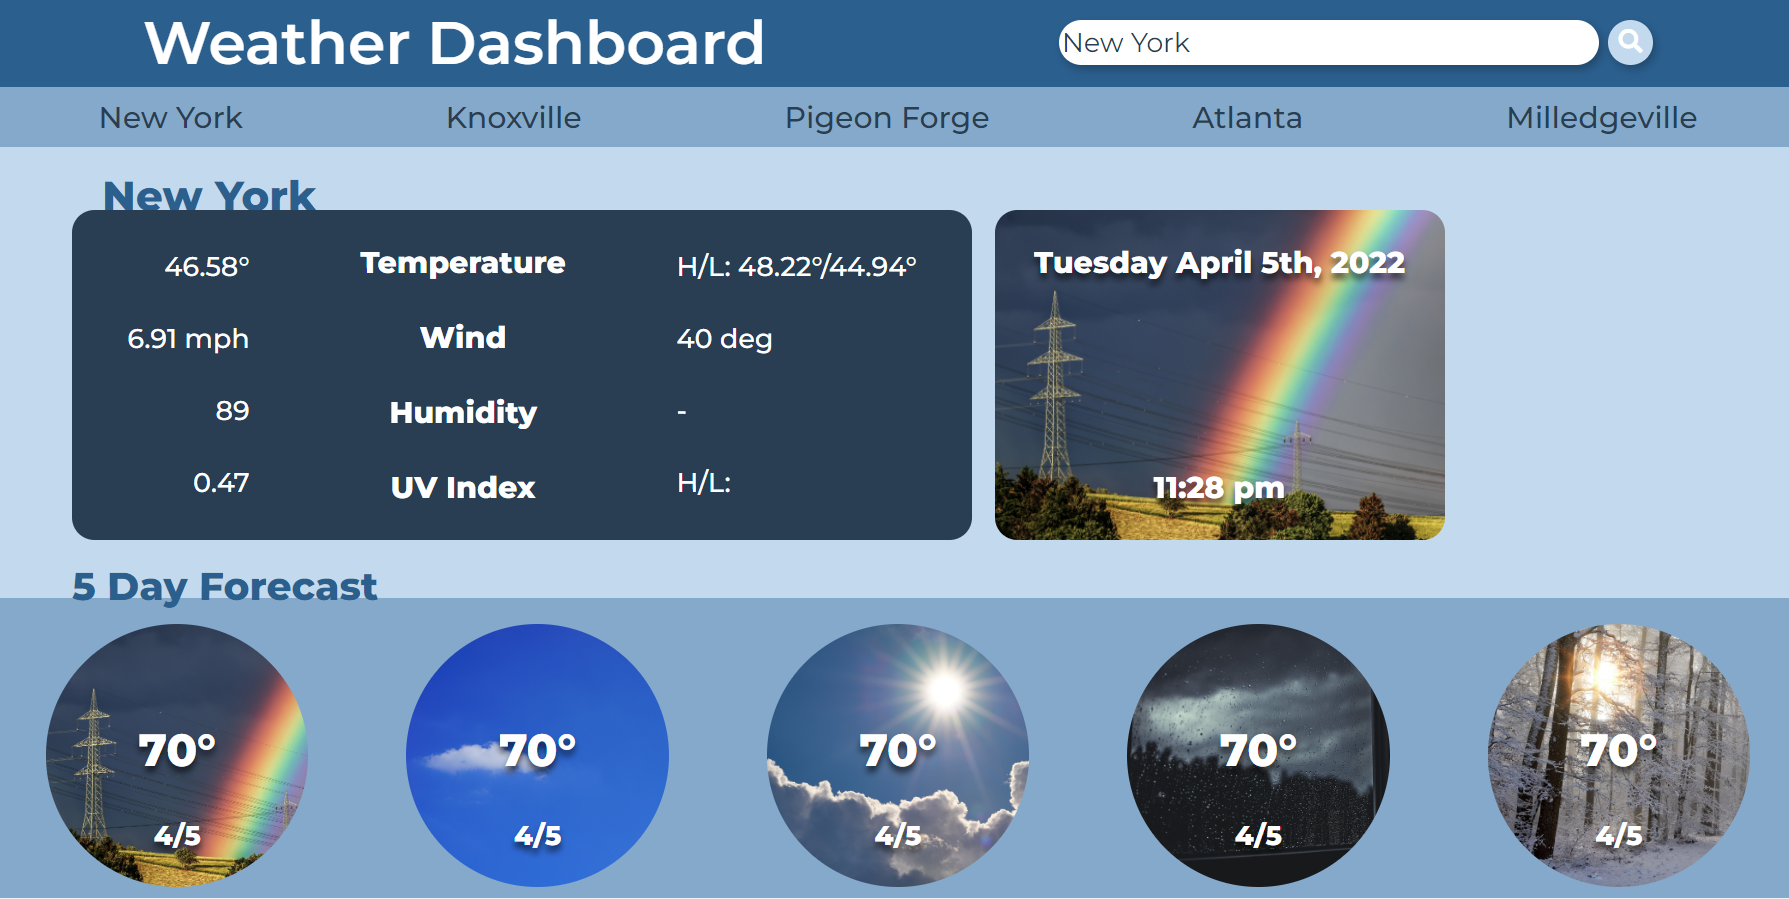 Weather Dashboard
New York
New York Knoxville Pigeon Forge Atlanta Milledgeville
New York
46.58° Temperature H/L: 48.22°/44.94°
6.91 mph Wind 40 deg
89 Humidity -
0.47 UV Index H/L:
Tuesday April 5th, 2022
11:28 pm
5 Day Forecast
70° 70° 70° 70° 70°
4/5 4/5 4/5 4/5 4/5